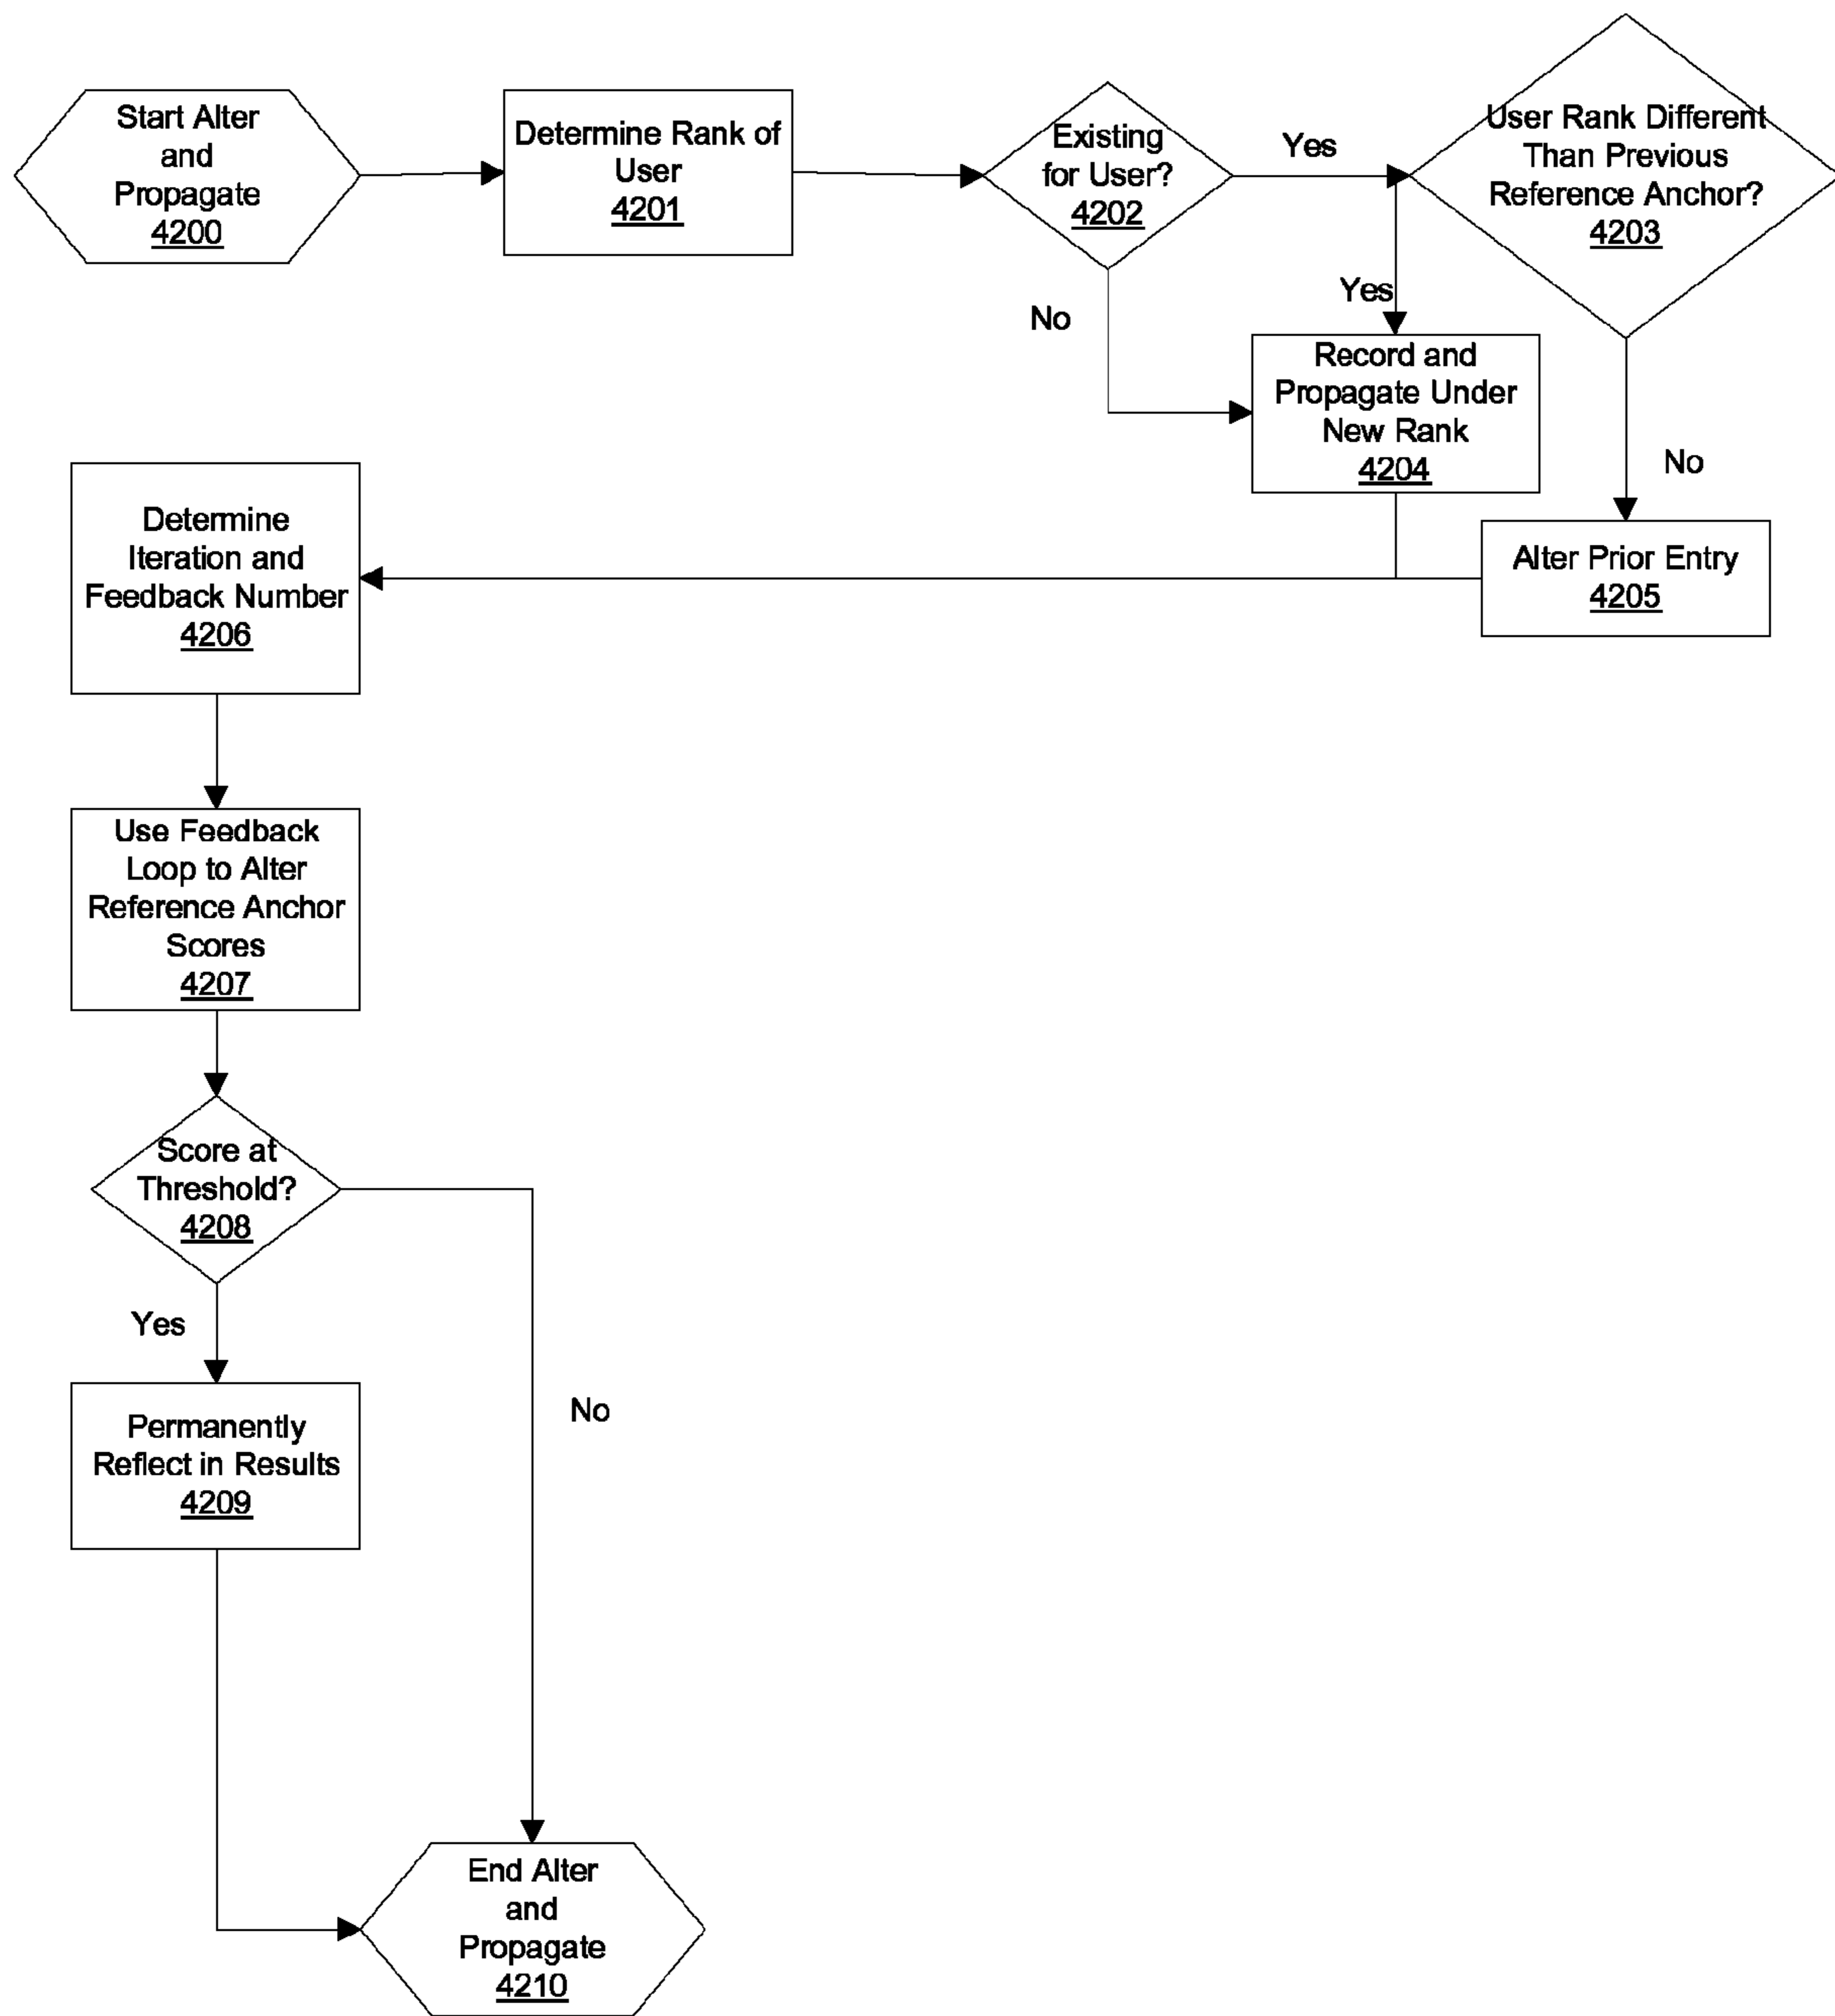 Start Alter
and
Propagate
4200
Determine Rank of
User
4201
Existing
for User?
4202
Yes
User Rank Different
Than Previous
Reference Anchor?
4203
Yes
No
Record and
Propagate Under
New Rank
4204
No
Alter Prior Entry
4205
Determine
Iteration and
Feedback Number
4206
Use Feedback
Loop to Alter
Reference Anchor
Scores
4207
Score at
Threshold?
4208
Yes
No
Permanently
Reflect in Results
4209
End Alter
and
Propagate
4210